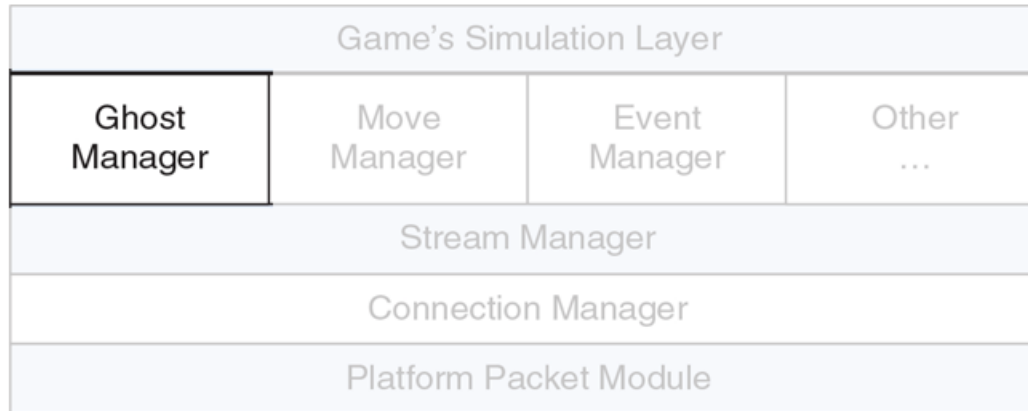 Game's Simulation Layer
Ghost
Manager
Move
Manager
Event
Manager
Other
...
Stream Manager
Connection Manager
Platform Packet Module